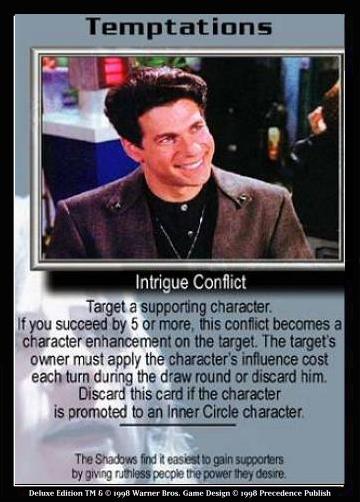 Temptations
Intrigue Conflict
Target a supporting character.
If you succeed by 5 or more, this conflict becomes a
character enhancement on the target. The target's
owner must apply the character's influence cost
each turn during the draw round or discard him.
Discard this card if the character
is promoted to an Inner Circle character.
The Shadows find it easiest to gain supporters
by giving ruthless people the power they desire.
Deluxe Edition TM & © 1998 Warner Bros. Game Design © 1998 Precedence Publish